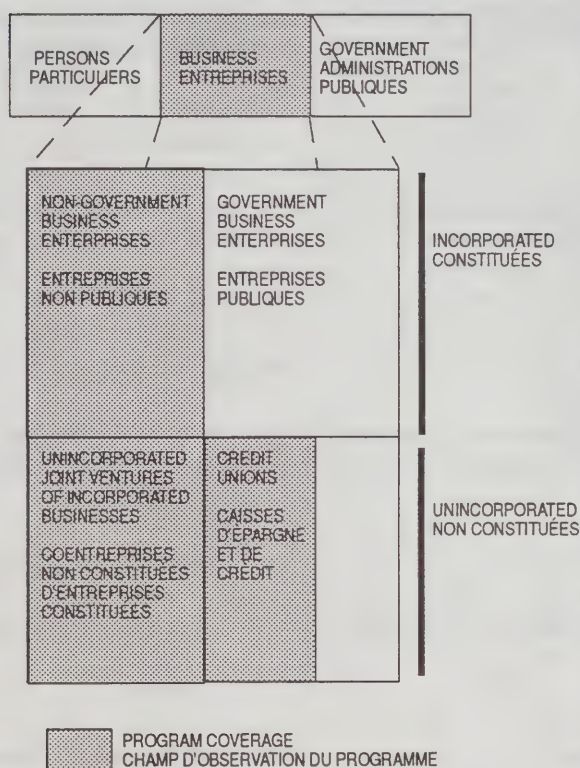 PERSONS
PARTICULIERS
BUSINESS
ENTREPRISES
GOVERNMENT
ADMINISTRATIONS
PUBLIQUES
NON-GOVERNMENT
BUSINESS
ENTERPRISES
ENTREPRISES
NON PUBLIQUES
GOVERNMENT
BUSINESS
ENTERPRISES
ENTREPRISES
PUBLIQUES
INCORPORATED
CONSTITUÉES
UNINCORPORATED
JOINT VENTURES
OF INCORPORATED
BUSINESSES
COENTREPRISES
NON CONSTITUÉES
D'ENTREPRISES
CONSTITUÉES
CREDIT
UNIONS
CAISSES
D'ÉPARGNE
ET DE
CRÉDIT
UNINCORPORATED
NON CONSTITUÉES
PROGRAM COVERAGE
CHAMP D'OBSERVATION DU PROGRAMME